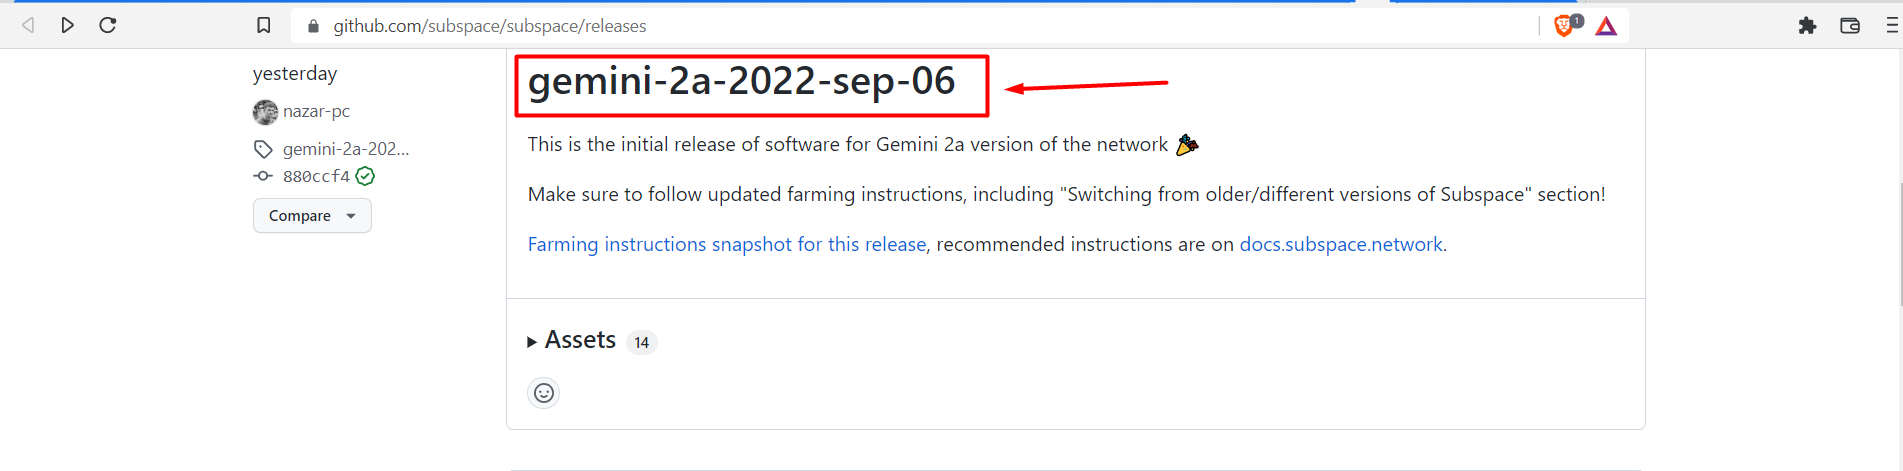 github.com/subspace/subspace/releases
1
yesterday
nazar-pc
gemini-2a-202...
880ccf4
Compare
gemini-2a-2022-sep-06
This is the initial release of software for Gemini 2a version of the network
Make sure to follow updated farming instructions, including "Switching from older/different versions of Subspace" section!
Farming instructions snapshot for this release, recommended instructions are on docs.subspace.network.
Assets 14